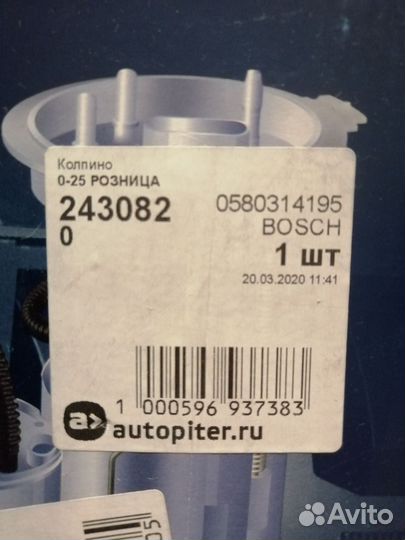 Колпино
0-25 РОЗНИЦА
243082
0
0580314195
BOSCH
1 шт
20.03.2020 11:41
1 000596 937383
a> autopiter.ru
05
Avito